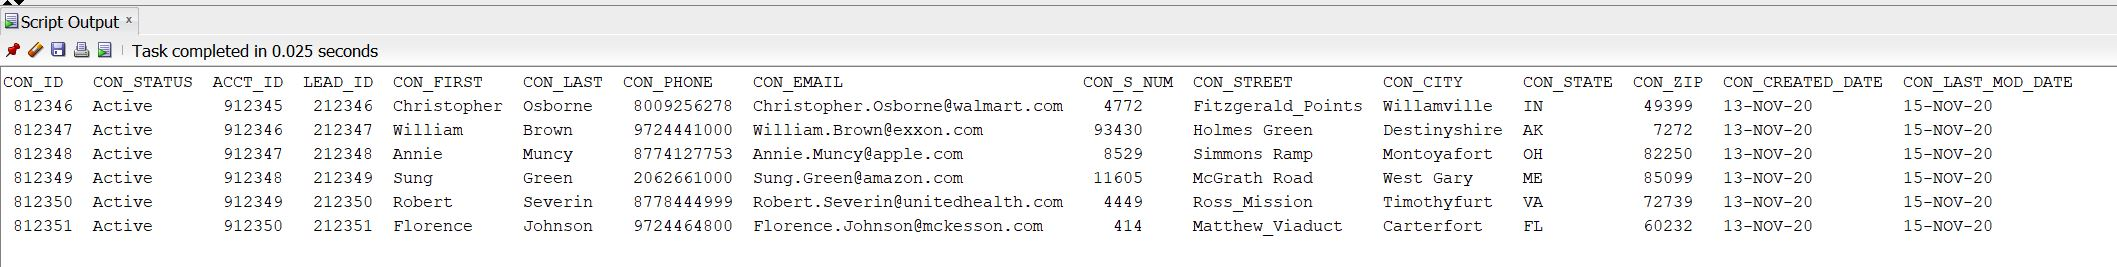 Script Output x
Task completed in 0.025 seconds
CON_ID CON_STATUS ACCT_ID LEAD_ID CON_FIRST CON_LAST CON_PHONE CON_EMAIL CON_S_NUM CON_STREET CON_CITY CON_STATE CON_ZIP CON_CREATED_DATE CON_LAST_MOD_DATE
812346 Active 912345 212346 Christopher Osborne 8009256278 Christopher.Osborne@walmart.com 4772 Fitzgerald_Points Willamville IN 49399 13-NOV-20 15-NOV-20
812347 Active 912346 212347 William Brown 9724441000 William.Brown@exxon.com 93430 Holmes Green Destinyshire AK 7272 13-NOV-20 15-NOV-20
812348 Active 912347 212348 Annie Muncy 8774127753 Annie.Muncy@apple.com 8529 Simmons Ramp Montoyafort OH 82250 13-NOV-20 15-NOV-20
812349 Active 912348 212349 Sung Green 2062661000 Sung.Green@amazon.com 11605 McGrath Road West Gary ME 85099 13-NOV-20 15-NOV-20
812350 Active 912349 212350 Robert Severin 8778444999 Robert.Severin@unitedhealth.com 4449 Ross_Mission Timothyfurt VA 72739 13-NOV-20 15-NOV-20
812351 Active 912350 212351 Florence Johnson 9724464800 Florence.Johnson@mckesson.com 414 Matthew_Viaduct Carterfort FL 60232 13-NOV-20 15-NOV-20